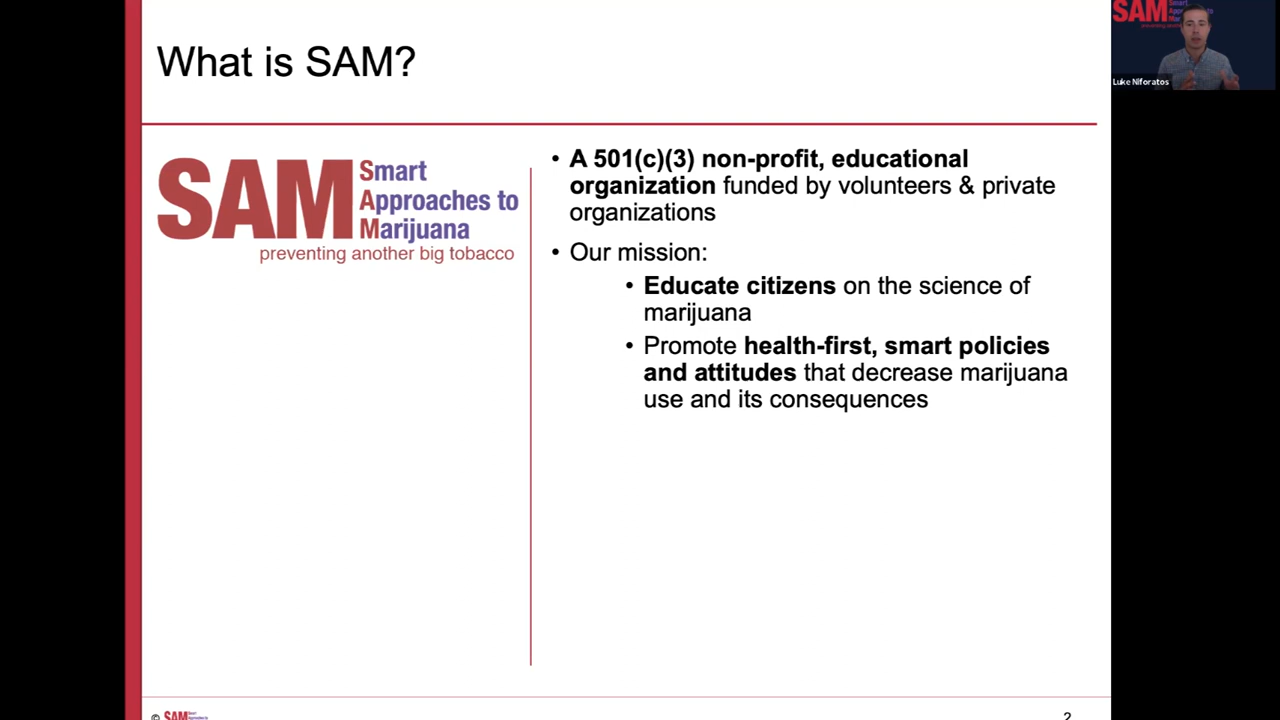 What is SAM?
SAM
Smart
Approaches to
Marijuana
preventing another big tobacco
• A 501(c)(3) non-profit, educational
organization funded by volunteers & private
organizations
• Our mission:
• Educate citizens on the science of
marijuana
• Promote health-first, smart policies
and attitudes that decrease marijuana
use and its consequences
SAM
Luke Niforatos
© SAM
2